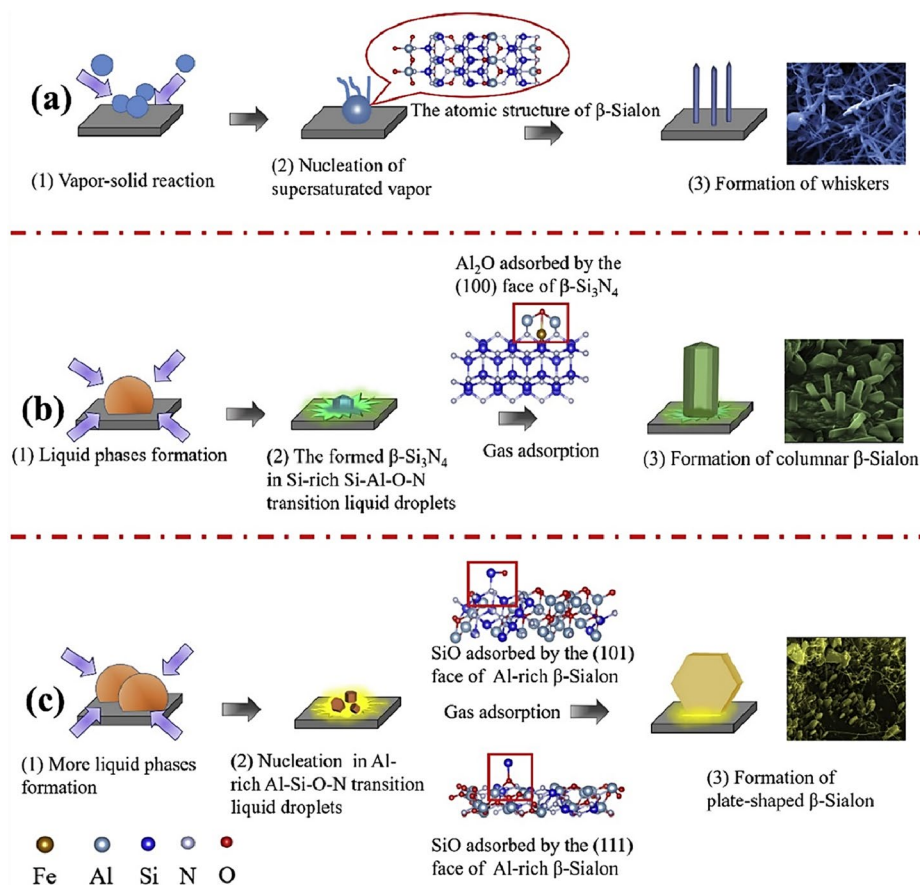 (a)
The atomic structure of β-Sialon
(1) Vapor-solid reaction
(2) Nucleation of
supersaturated vapor
(3) Formation of whiskers
(b)
Al₂O adsorbed by the
(100) face of β-Si₃N₄
(1) Liquid phases formation
(2) The formed β-Si₃N₄
in Si-rich Si-Al-O-N
transition liquid droplets
Gas adsorption
(3) Formation of columnar β-Sialon
(c)
SiO adsorbed by the (101)
face of Al-rich β-Sialon
Gas adsorption
(1) More liquid phases
formation
(2) Nucleation in Al-
rich Al-Si-O-N transition
liquid droplets
(3) Formation of
plate-shaped β-Sialon
SiO adsorbed by the (111)
face of Al-rich β-Sialon
Fe Al Si N O